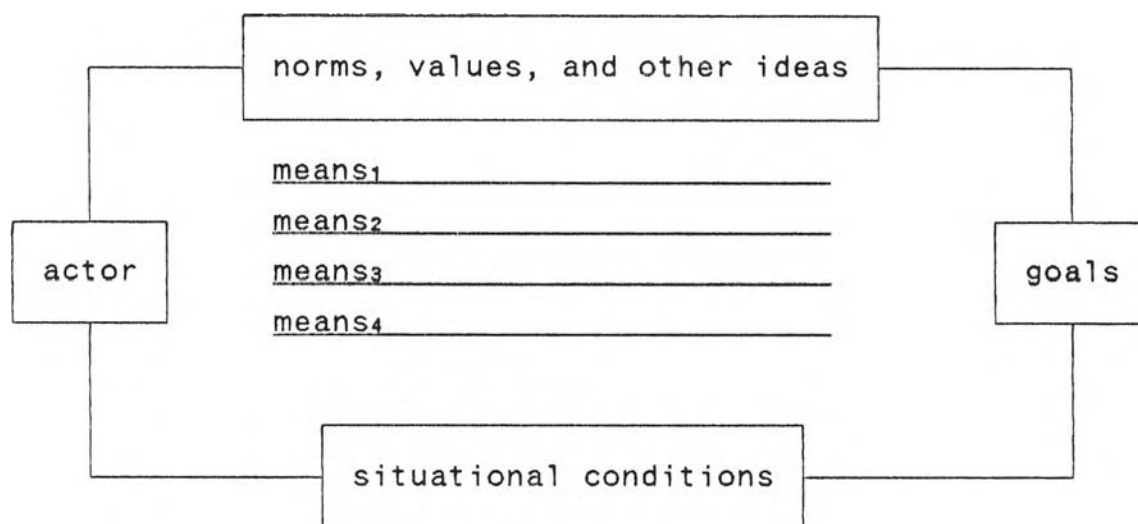 norms, values, and other ideas
means₁
means₂
actor
means₃
goals
means₄
situational conditions